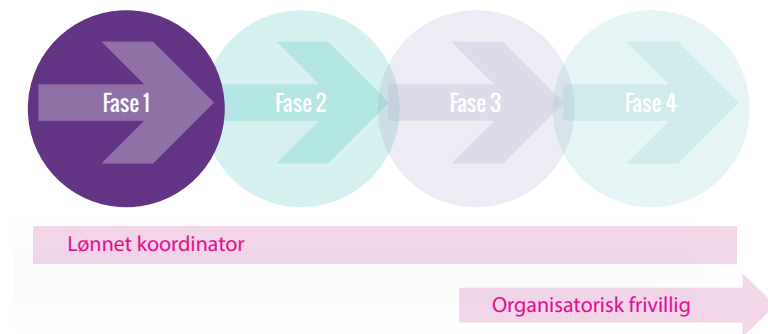 Fase 1 Fase 2 Fase 3 Fase 4
Lønnet koordinator
Organisatorisk frivillig